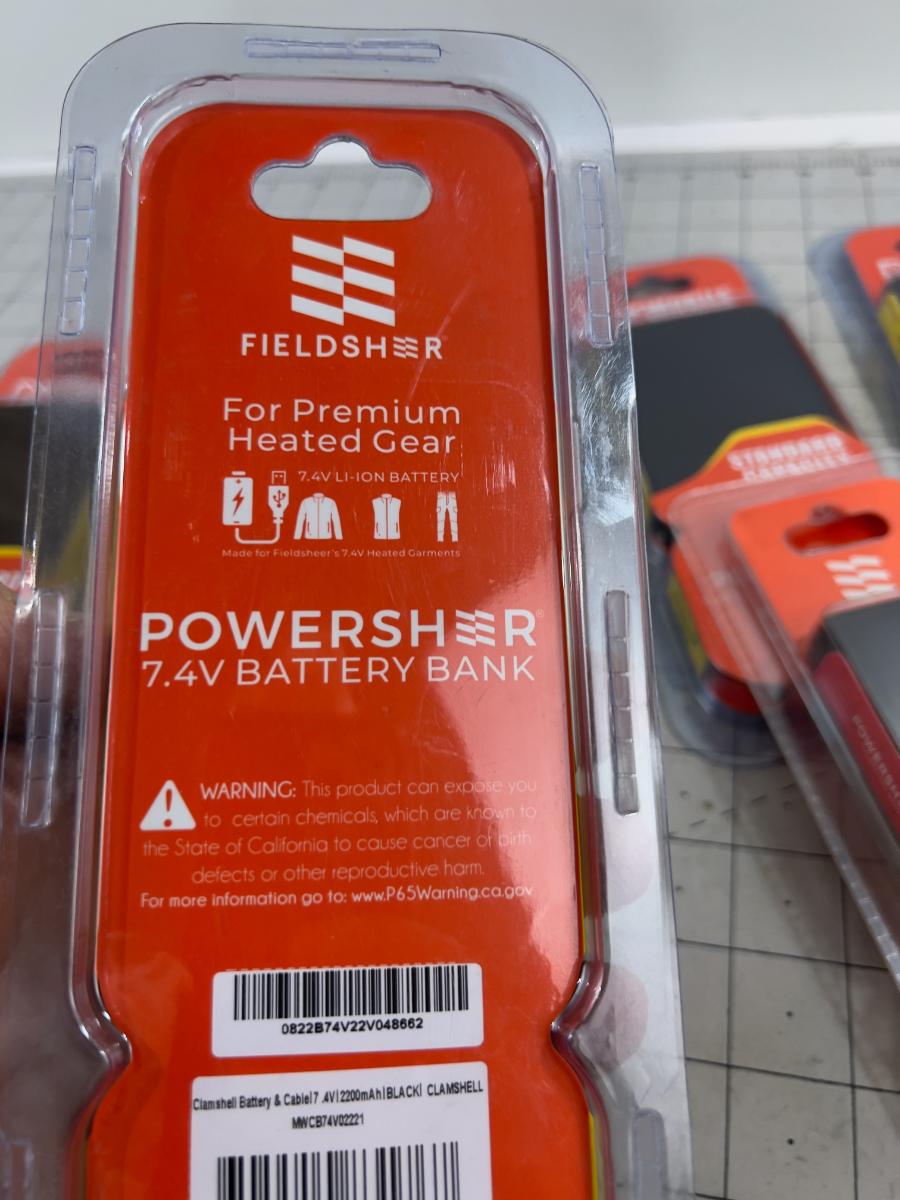 FIELDSHEER
For Premium
Heated Gear
7.4V LI-ION BATTERY
Made for Fieldsheer's 7.4V Heated Garments
POWERSHEER®
7.4V BATTERY BANK
WARNING: This product can expose you
to certain chemicals, which are known to
the State of California to cause cancer or birth
defects or other reproductive harm.
For more information go to: www.P65Warning.ca.gov
0822B74V22V048662
Clamshell Battery & Cable|7 .4V|2200mAh|BLACK| CLAMSHELL
MWCB74V02221
STANDARD
CAPACITY